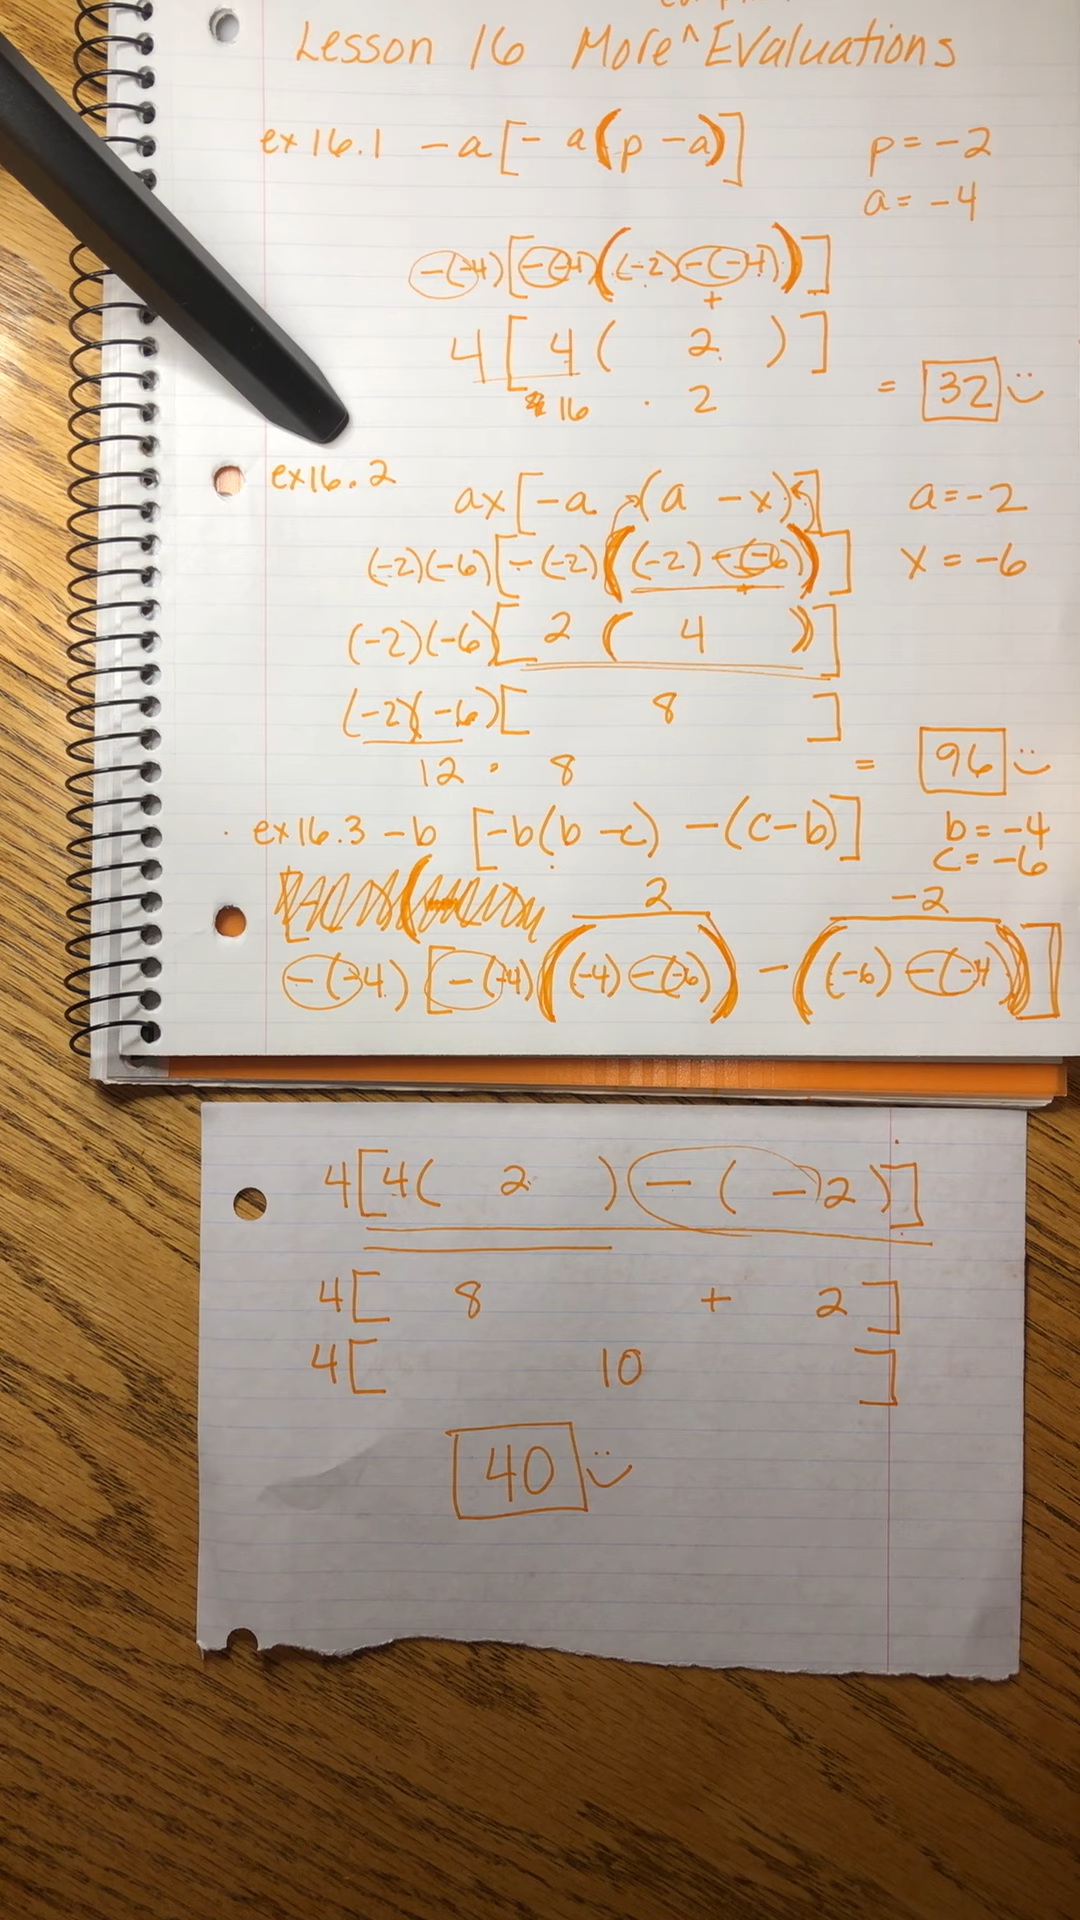 Lesson 16 More ^ Evaluations
ex 16.1 -a[- a(p -a)] p = -2
a = -4
-(-4)[-(-4)((-2)-(-4))]
+
4[ 4( 2 )]
16 · 2 = 32
ex16.2
ax[-a (a - x)] a = -2
(-2)(-6)[-(-2)((-2)-(-6))] x = -6
+
(-2)(-6)[ 2 ( 4 )]
(-2)(-6)[ 8 ]
12 · 8 = 96
ex16.3 -b [-b(b -c) -(c-b)] b = -4
c = -6
2 -2
-(-4) [-(-4)((-4)-(-6)) - ((-6) -(-4))]
4[4( 2 ) - ( -2)]
4[ 8 + 2 ]
4[ 10 ]
40